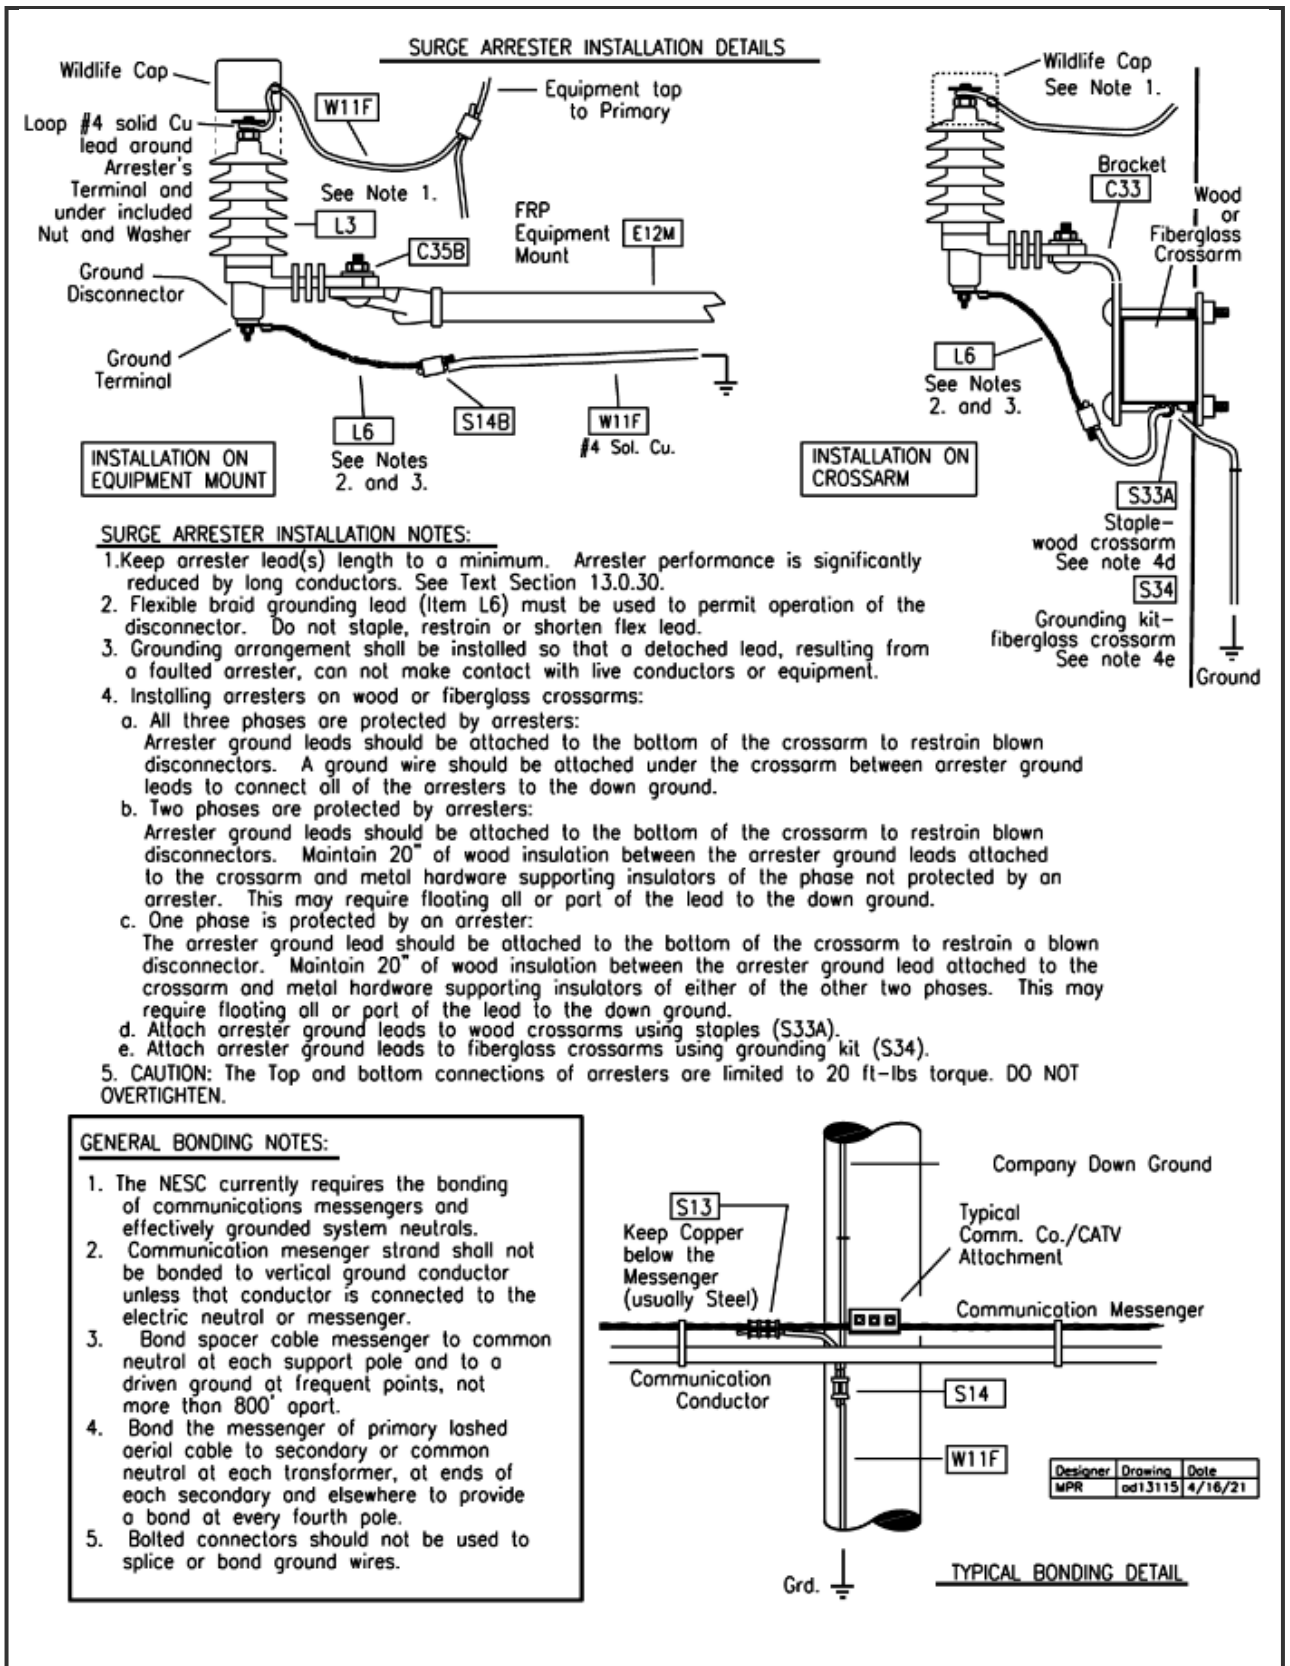 SURGE ARRESTER INSTALLATION DETAILS
Wildlife Cap
Loop #4 solid Cu
lead around
Arrester's
Terminal and
under included
Nut and Washer
Ground
Disconnector
Ground
Terminal
W11F
Equipment tap
to Primary
See Note 1.
L3
C35B
FRP
Equipment
Mount
E12M
L6
See Notes
2. and 3.
S14B
W11F
#4 Sol. Cu.
INSTALLATION ON
EQUIPMENT MOUNT
Wildlife Cap
See Note 1.
Bracket
C33
Wood
or
Fiberglass
Crossarm
L6
See Notes
2. and 3.
INSTALLATION ON
CROSSARM
S33A
Staple-
wood crossarm
See note 4d
S34
Grounding kit-
fiberglass crossarm
See note 4e
Ground
SURGE ARRESTER INSTALLATION NOTES:
1.Keep arrester lead(s) length to a minimum. Arrester performance is significantly
reduced by long conductors. See Text Section 13.0.30.
2. Flexible braid grounding lead (Item L6) must be used to permit operation of the
disconnector. Do not staple, restrain or shorten flex lead.
3. Grounding arrangement shall be installed so that a detached lead, resulting from
a faulted arrester, can not make contact with live conductors or equipment.
4. Installing arresters on wood or fiberglass crossarms:
a. All three phases are protected by arresters:
Arrester ground leads should be attached to the bottom of the crossarm to restrain blown
disconnectors. A ground wire should be attached under the crossarm between arrester ground
leads to connect all of the arresters to the down ground.
b. Two phases are protected by arresters:
Arrester ground leads should be attached to the bottom of the crossarm to restrain blown
disconnectors. Maintain 20" of wood insulation between the arrester ground leads attached
to the crossarm and metal hardware supporting insulators of the phase not protected by an
arrester. This may require floating all or part of the lead to the down ground.
c. One phase is protected by an arrester:
The arrester ground lead should be attached to the bottom of the crossarm to restrain a blown
disconnector. Maintain 20" of wood insulation between the arrester ground lead attached to the
crossarm and metal hardware supporting insulators of either of the other two phases. This may
require floating all or part of the lead to the down ground.
d. Attach arrester ground leads to wood crossarms using staples (S33A).
e. Attach arrester ground leads to fiberglass crossarms using grounding kit (S34).
5. CAUTION: The Top and bottom connections of arresters are limited to 20 ft-lbs torque. DO NOT
OVERTIGHTEN.
GENERAL BONDING NOTES:
1. The NESC currently requires the bonding
of communications messengers and
effectively grounded system neutrals.
2. Communication mesenger strand shall not
be bonded to vertical ground conductor
unless that conductor is connected to the
electric neutral or messenger.
3. Bond spacer cable messenger to common
neutral at each support pole and to a
driven ground at frequent points, not
more than 800' apart.
4. Bond the messenger of primary lashed
aerial cable to secondary or common
neutral at each transformer, at ends of
each secondary and elsewhere to provide
a bond at every fourth pole.
5. Bolted connectors should not be used to
splice or bond ground wires.
Company Down Ground
S13
Keep Copper
below the
Messenger
(usually Steel)
Typical
Comm. Co./CATV
Attachment
Communication Messenger
Communication
Conductor
S14
W11F
Designer Drawing Date
MPR od13115 4/16/21
Grd.
TYPICAL BONDING DETAIL